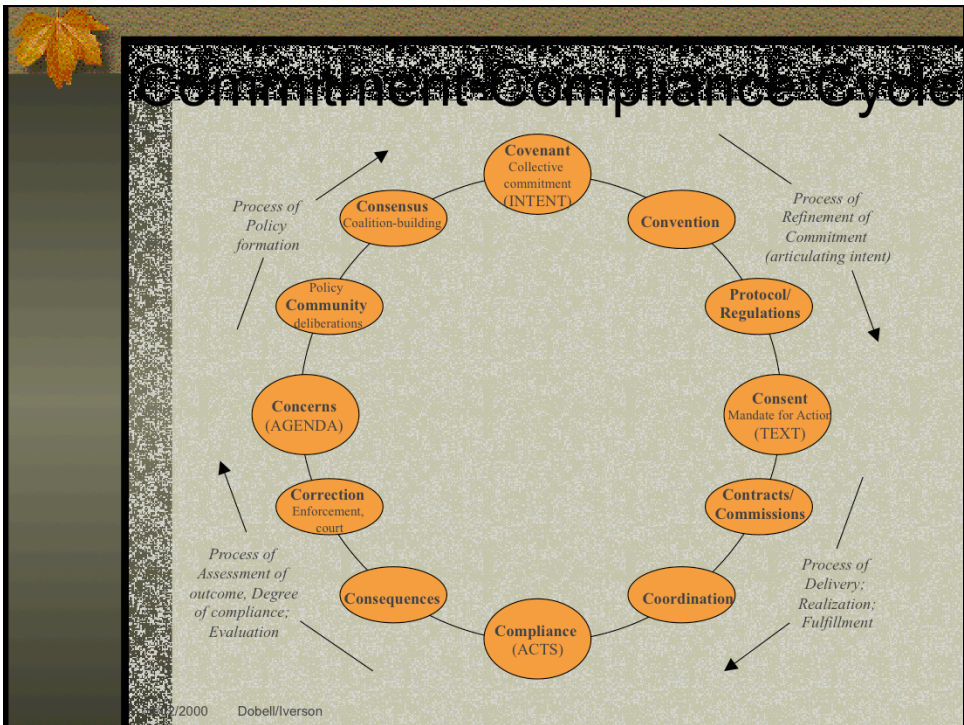 Commitment-Compliance Cycle
Covenant
Collective
commitment
(INTENT)
Convention
Process of
Refinement of
Commitment
(articulating intent)
Protocol/
Regulations
Consent
Mandate for Action
(TEXT)
Contracts/
Commissions
Process of
Delivery;
Realization;
Fulfillment
Coordination
Compliance
(ACTS)
Consequences
Process of
Assessment of
outcome, Degree
of compliance;
Evaluation
Correction
Enforcement,
court
Concerns
(AGENDA)
Policy
Community
deliberations
Process of
Policy
formation
Consensus
Coalition-building
/2000
Dobell/Iverson